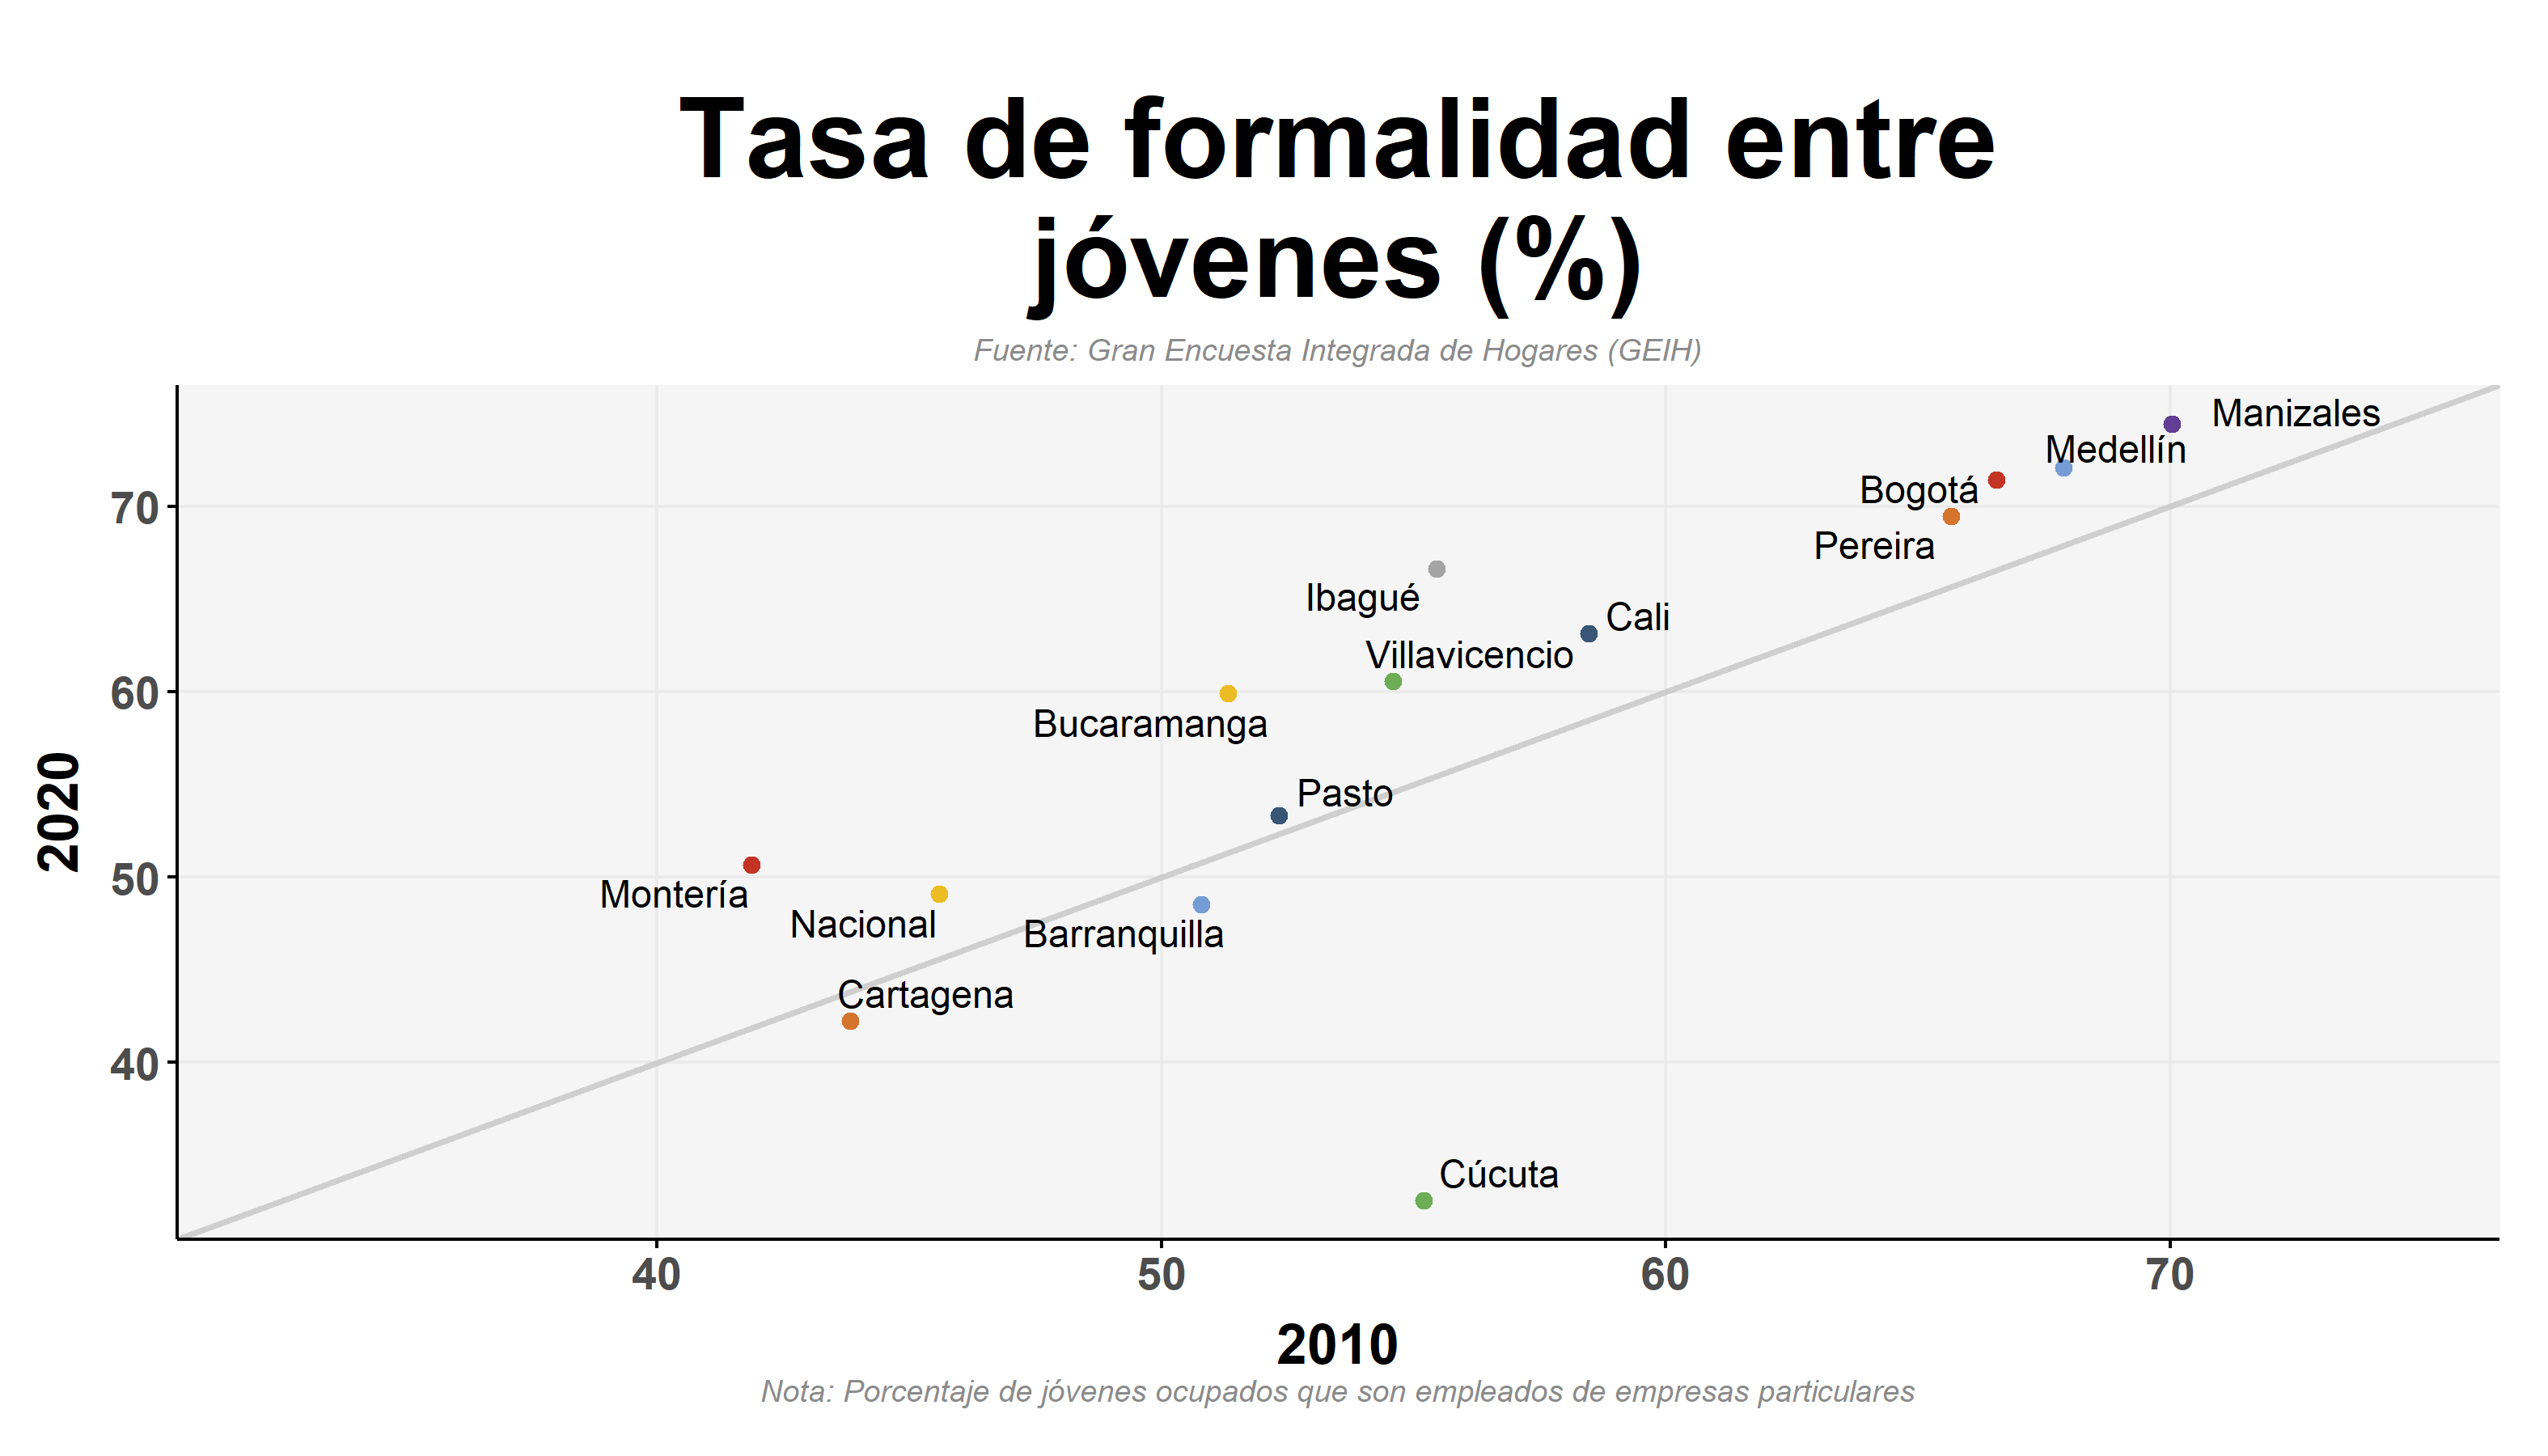 Tasa de formalidad entre
jóvenes (%)
Fuente: Gran Encuesta Integrada de Hogares (GEIH)
Manizales
Medellín
Bogotá
70
Pereira
Ibagué
Cali
Villavicencio
60
Bucaramanga
Pasto
2020
50
Montería
Nacional
Barranquilla
Cartagena
40
Cúcuta
40 50 60 70
2010
Nota: Porcentaje de jóvenes ocupados que son empleados de empresas particulares